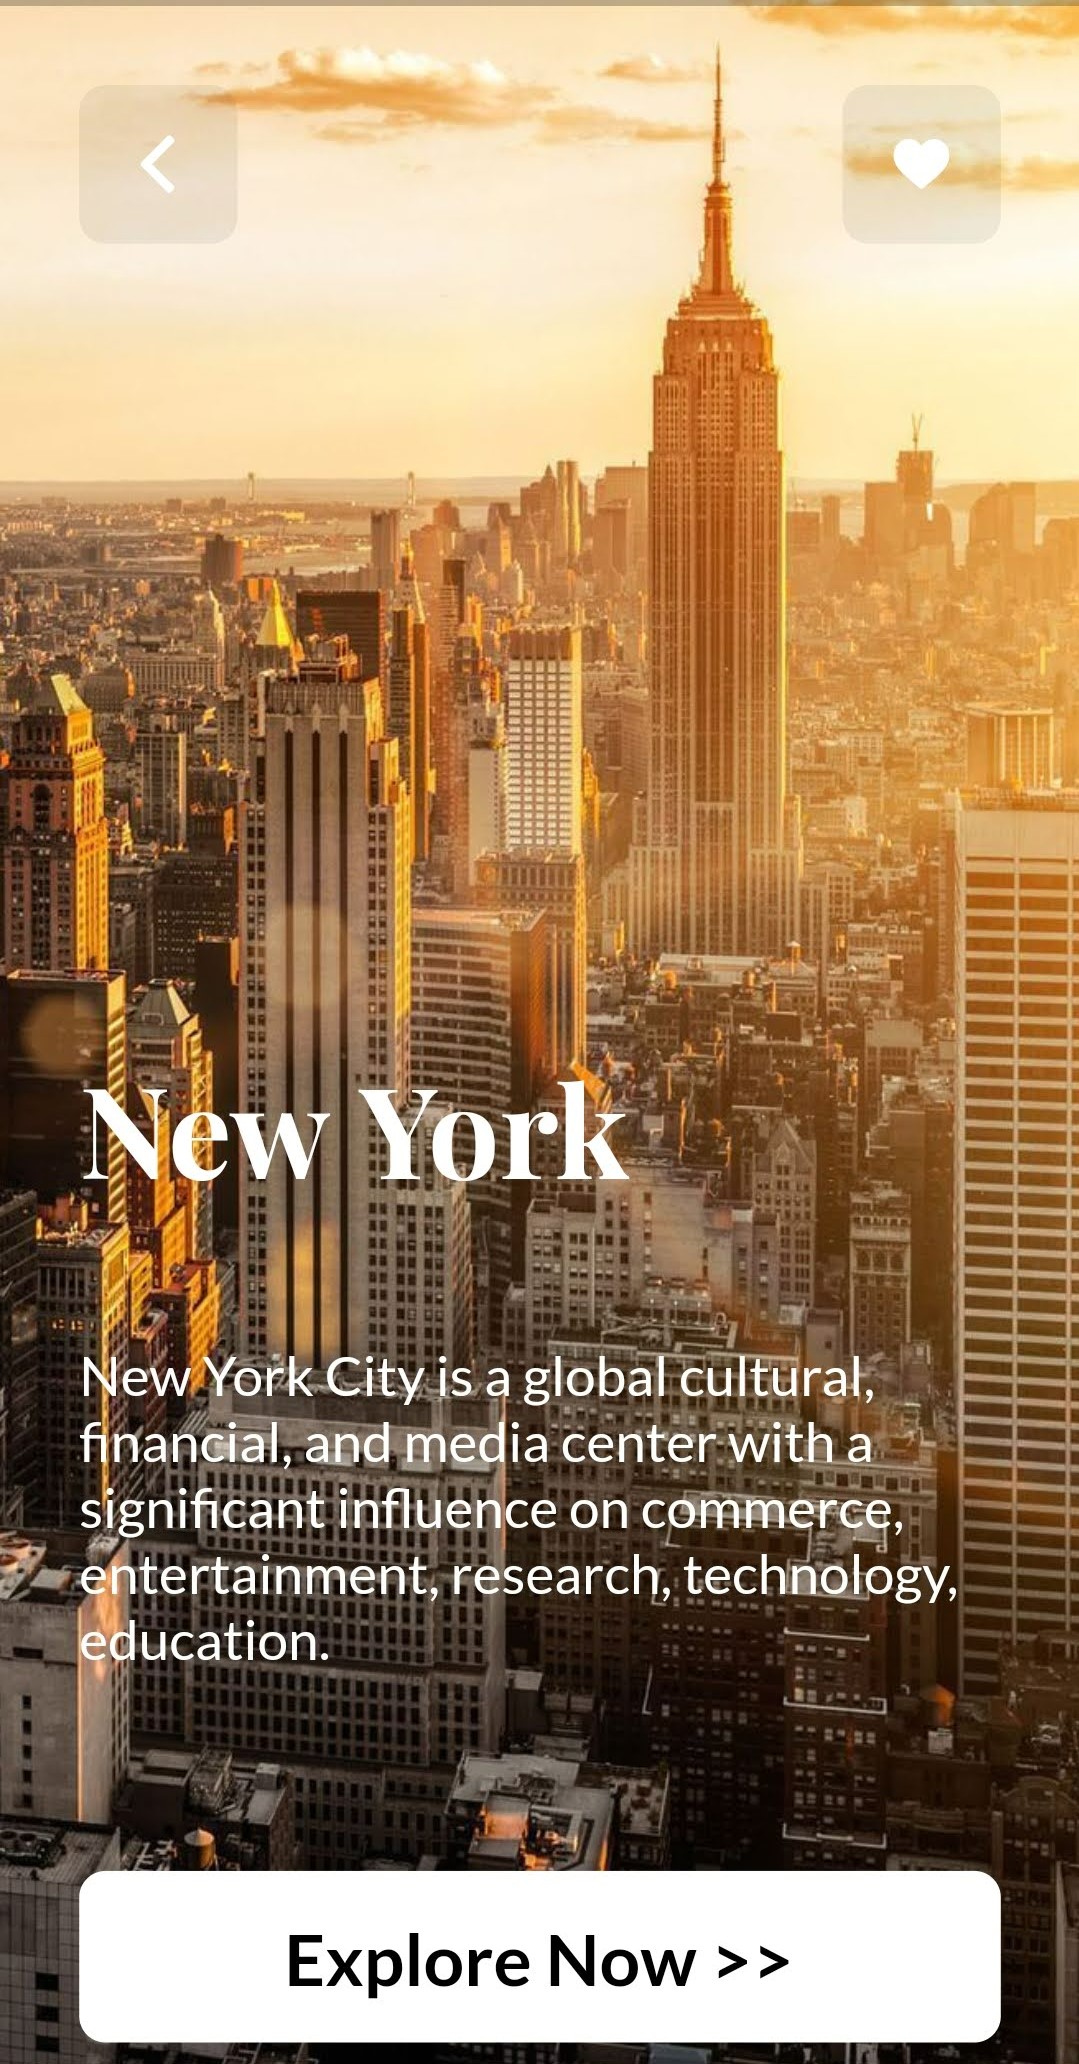 New York
New York City is a global cultural,
financial, and media center with a
significant influence on commerce,
entertainment, research, technology,
education.
Explore Now >>